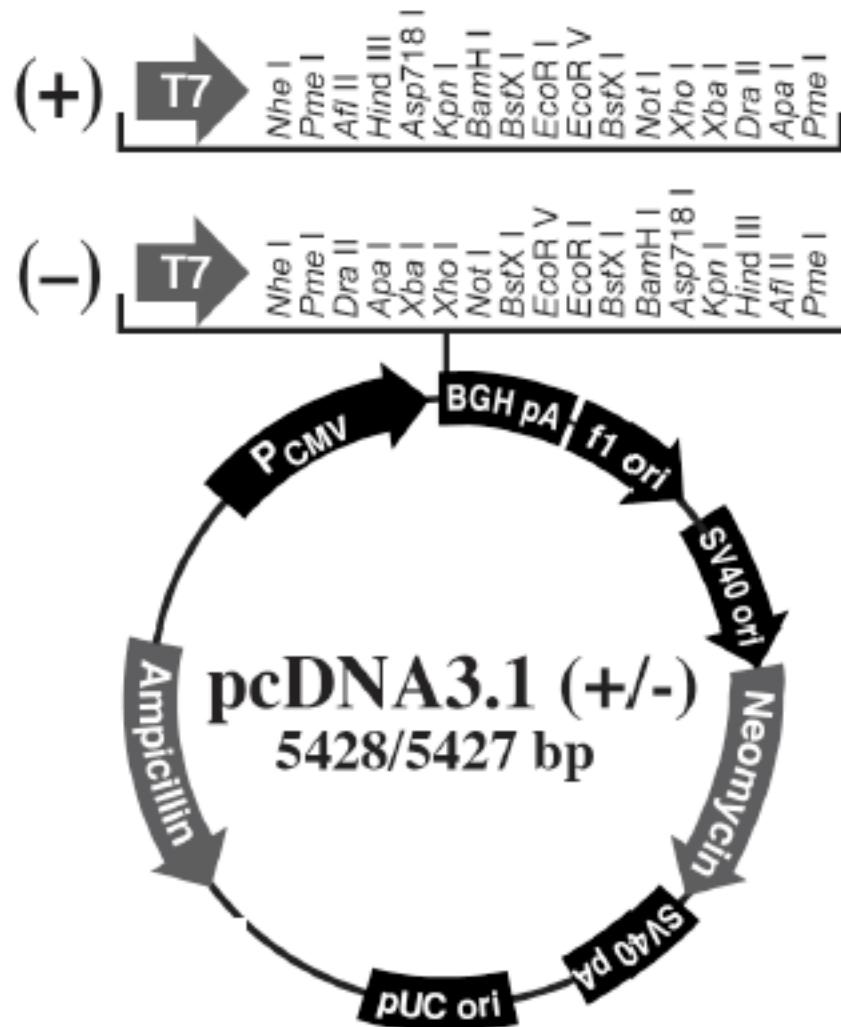 (+)
T7
Nhe I
Pme I
Afl II
Hind III
Asp718 I
Kpn I
BamH I
BstX I
EcoR I
EcoR V
BstX I
Not I
Xho I
Xba I
Dra II
Apa I
Pme I
(−)
T7
Nhe I
Pme I
Dra II
Apa I
Xba I
Xho I
Not I
BstX I
EcoR V
EcoR I
BstX I
BamH I
Asp718 I
Kpn I
Hind III
Afl II
Pme I
PCMV
BGH pA
f1 ori
SV40 ori
Neomycin
SV40 pA
pUC ori
Ampicillin
pcDNA3.1 (+/-)
5428/5427 bp